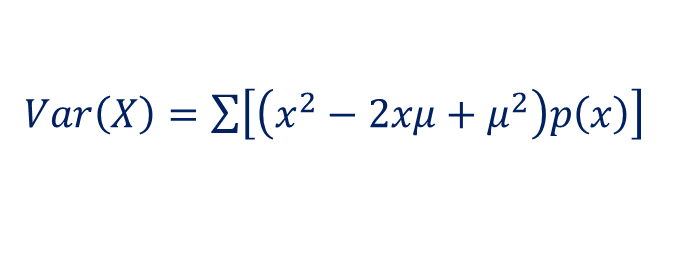 Var(X) = ∑[(x² − 2xμ + μ²)p(x)]